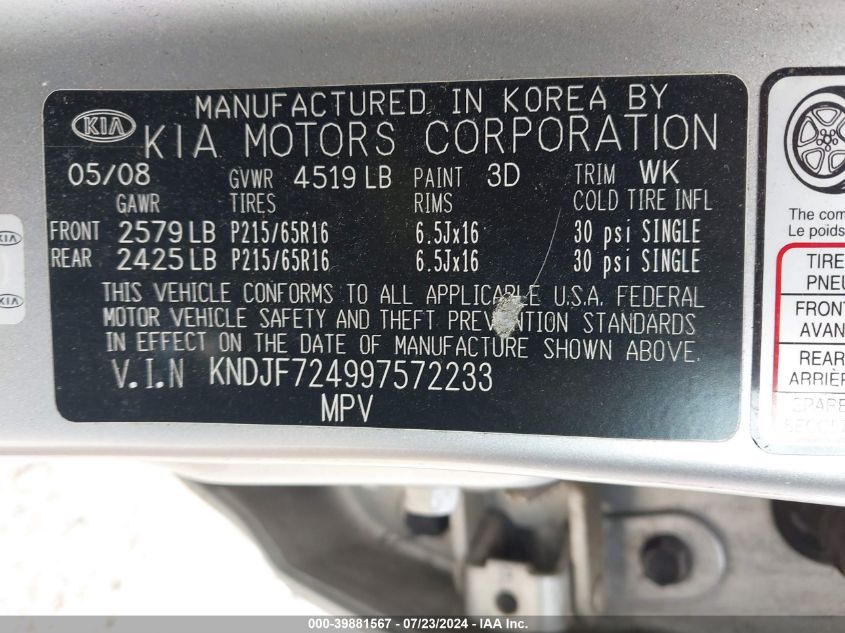 MANUFACTURED IN KOREA BY
KIA KIA MOTORS CORPORATION
05/08 GVWR 4519 LB PAINT 3D TRIM WK
GAWR TIRES RIMS COLD TIRE INFL
FRONT 2579 LB P215/65R16 6.5Jx16 30 psi SINGLE
REAR 2425 LB P215/65R16 6.5Jx16 30 psi SINGLE
THIS VEHICLE CONFORMS TO ALL APPLICABLE U.S.A. FEDERAL
MOTOR VEHICLE SAFETY AND THEFT PREVENTION STANDARDS
IN EFFECT ON THE DATE OF MANUFACTURE SHOWN ABOVE.
V.I.N KNDJF724997572233
MPV
KIA
KIA
The com
Le poids
TIRE
PNEU
FRONT
AVAN
REAR
ARRIÈR
SPARE
000-39881567 - 07/23/2024 - IAA Inc.